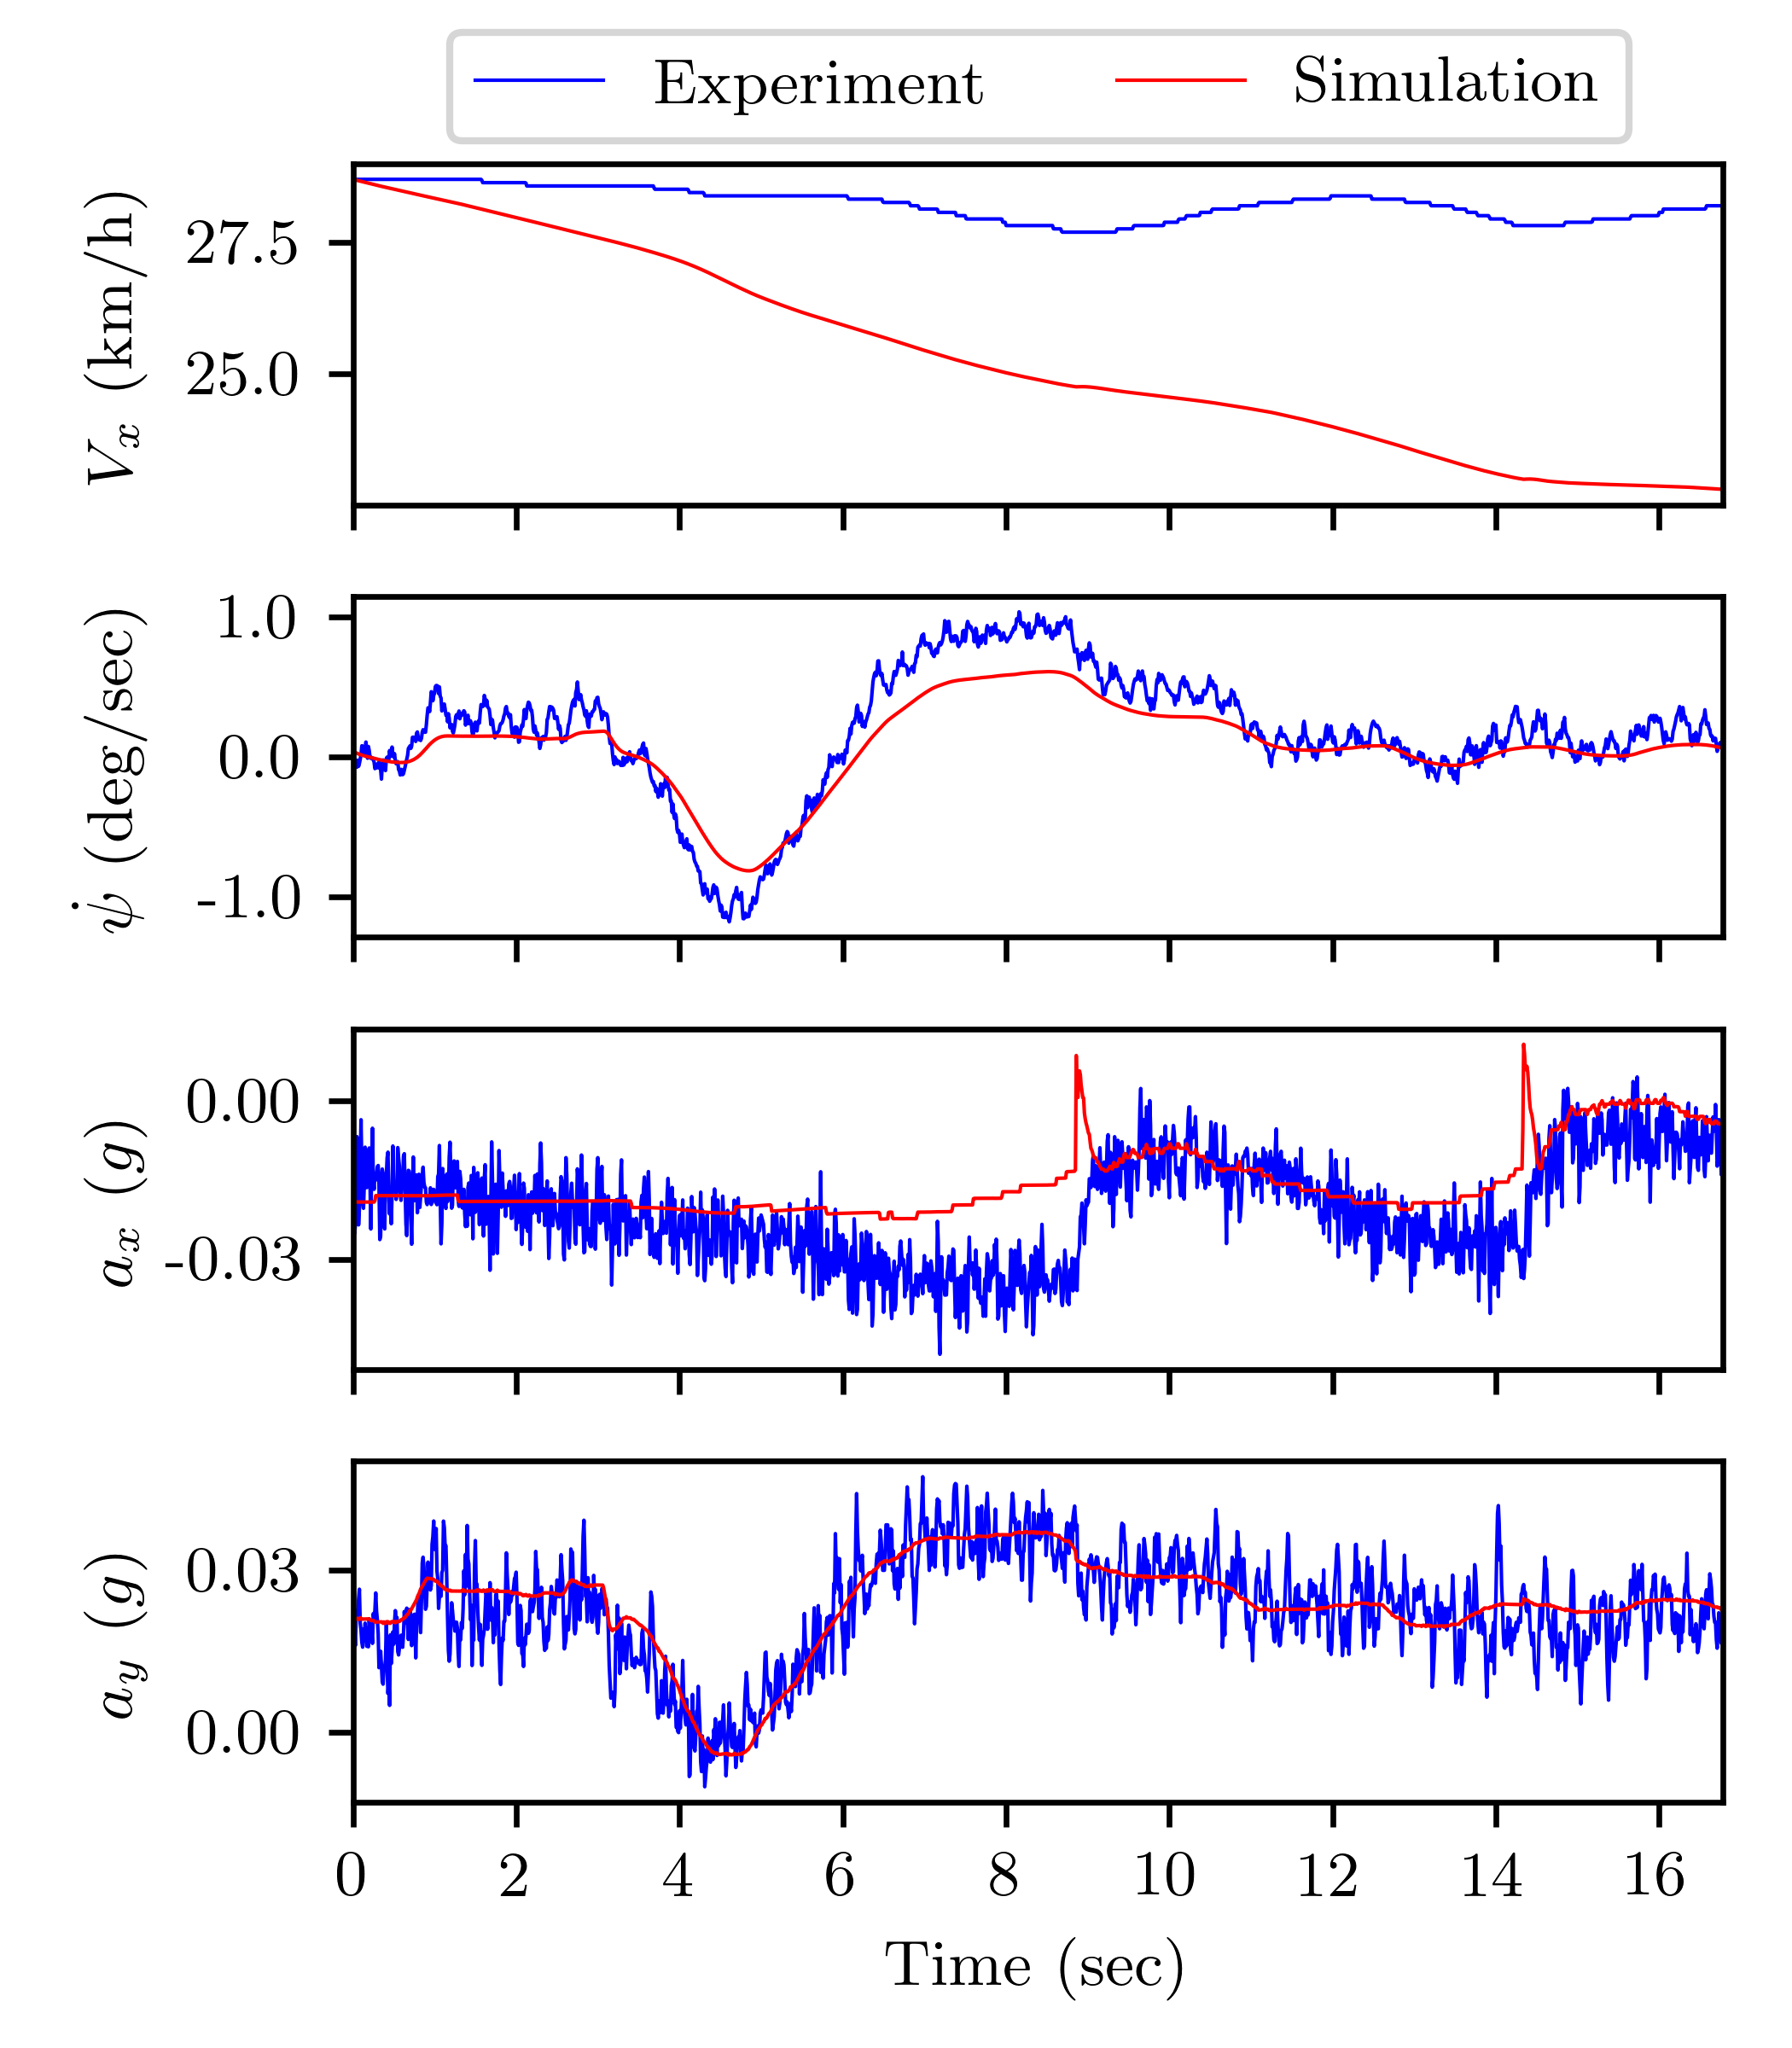 Experiment Simulation
V_x (km/h)
27.5
25.0
ψ̇ (deg/sec)
1.0
0.0
-1.0
a_x (g)
0.00
-0.03
a_y (g)
0.03
0.00
0 2 4 6 8 10 12 14 16
Time (sec)